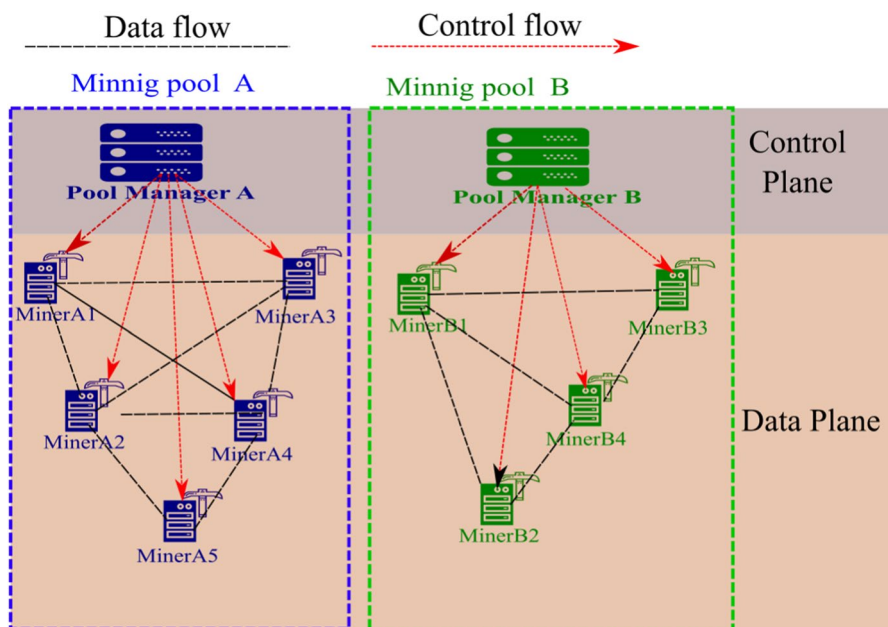 Data flow
Control flow
Minnig pool A
Minnig pool B
Control
Plane
Pool Manager A
Pool Manager B
MinerA1
MinerA3
MinerB1
MinerB3
MinerA2
MinerA4
MinerB4
Data Plane
MinerB2
MinerA5